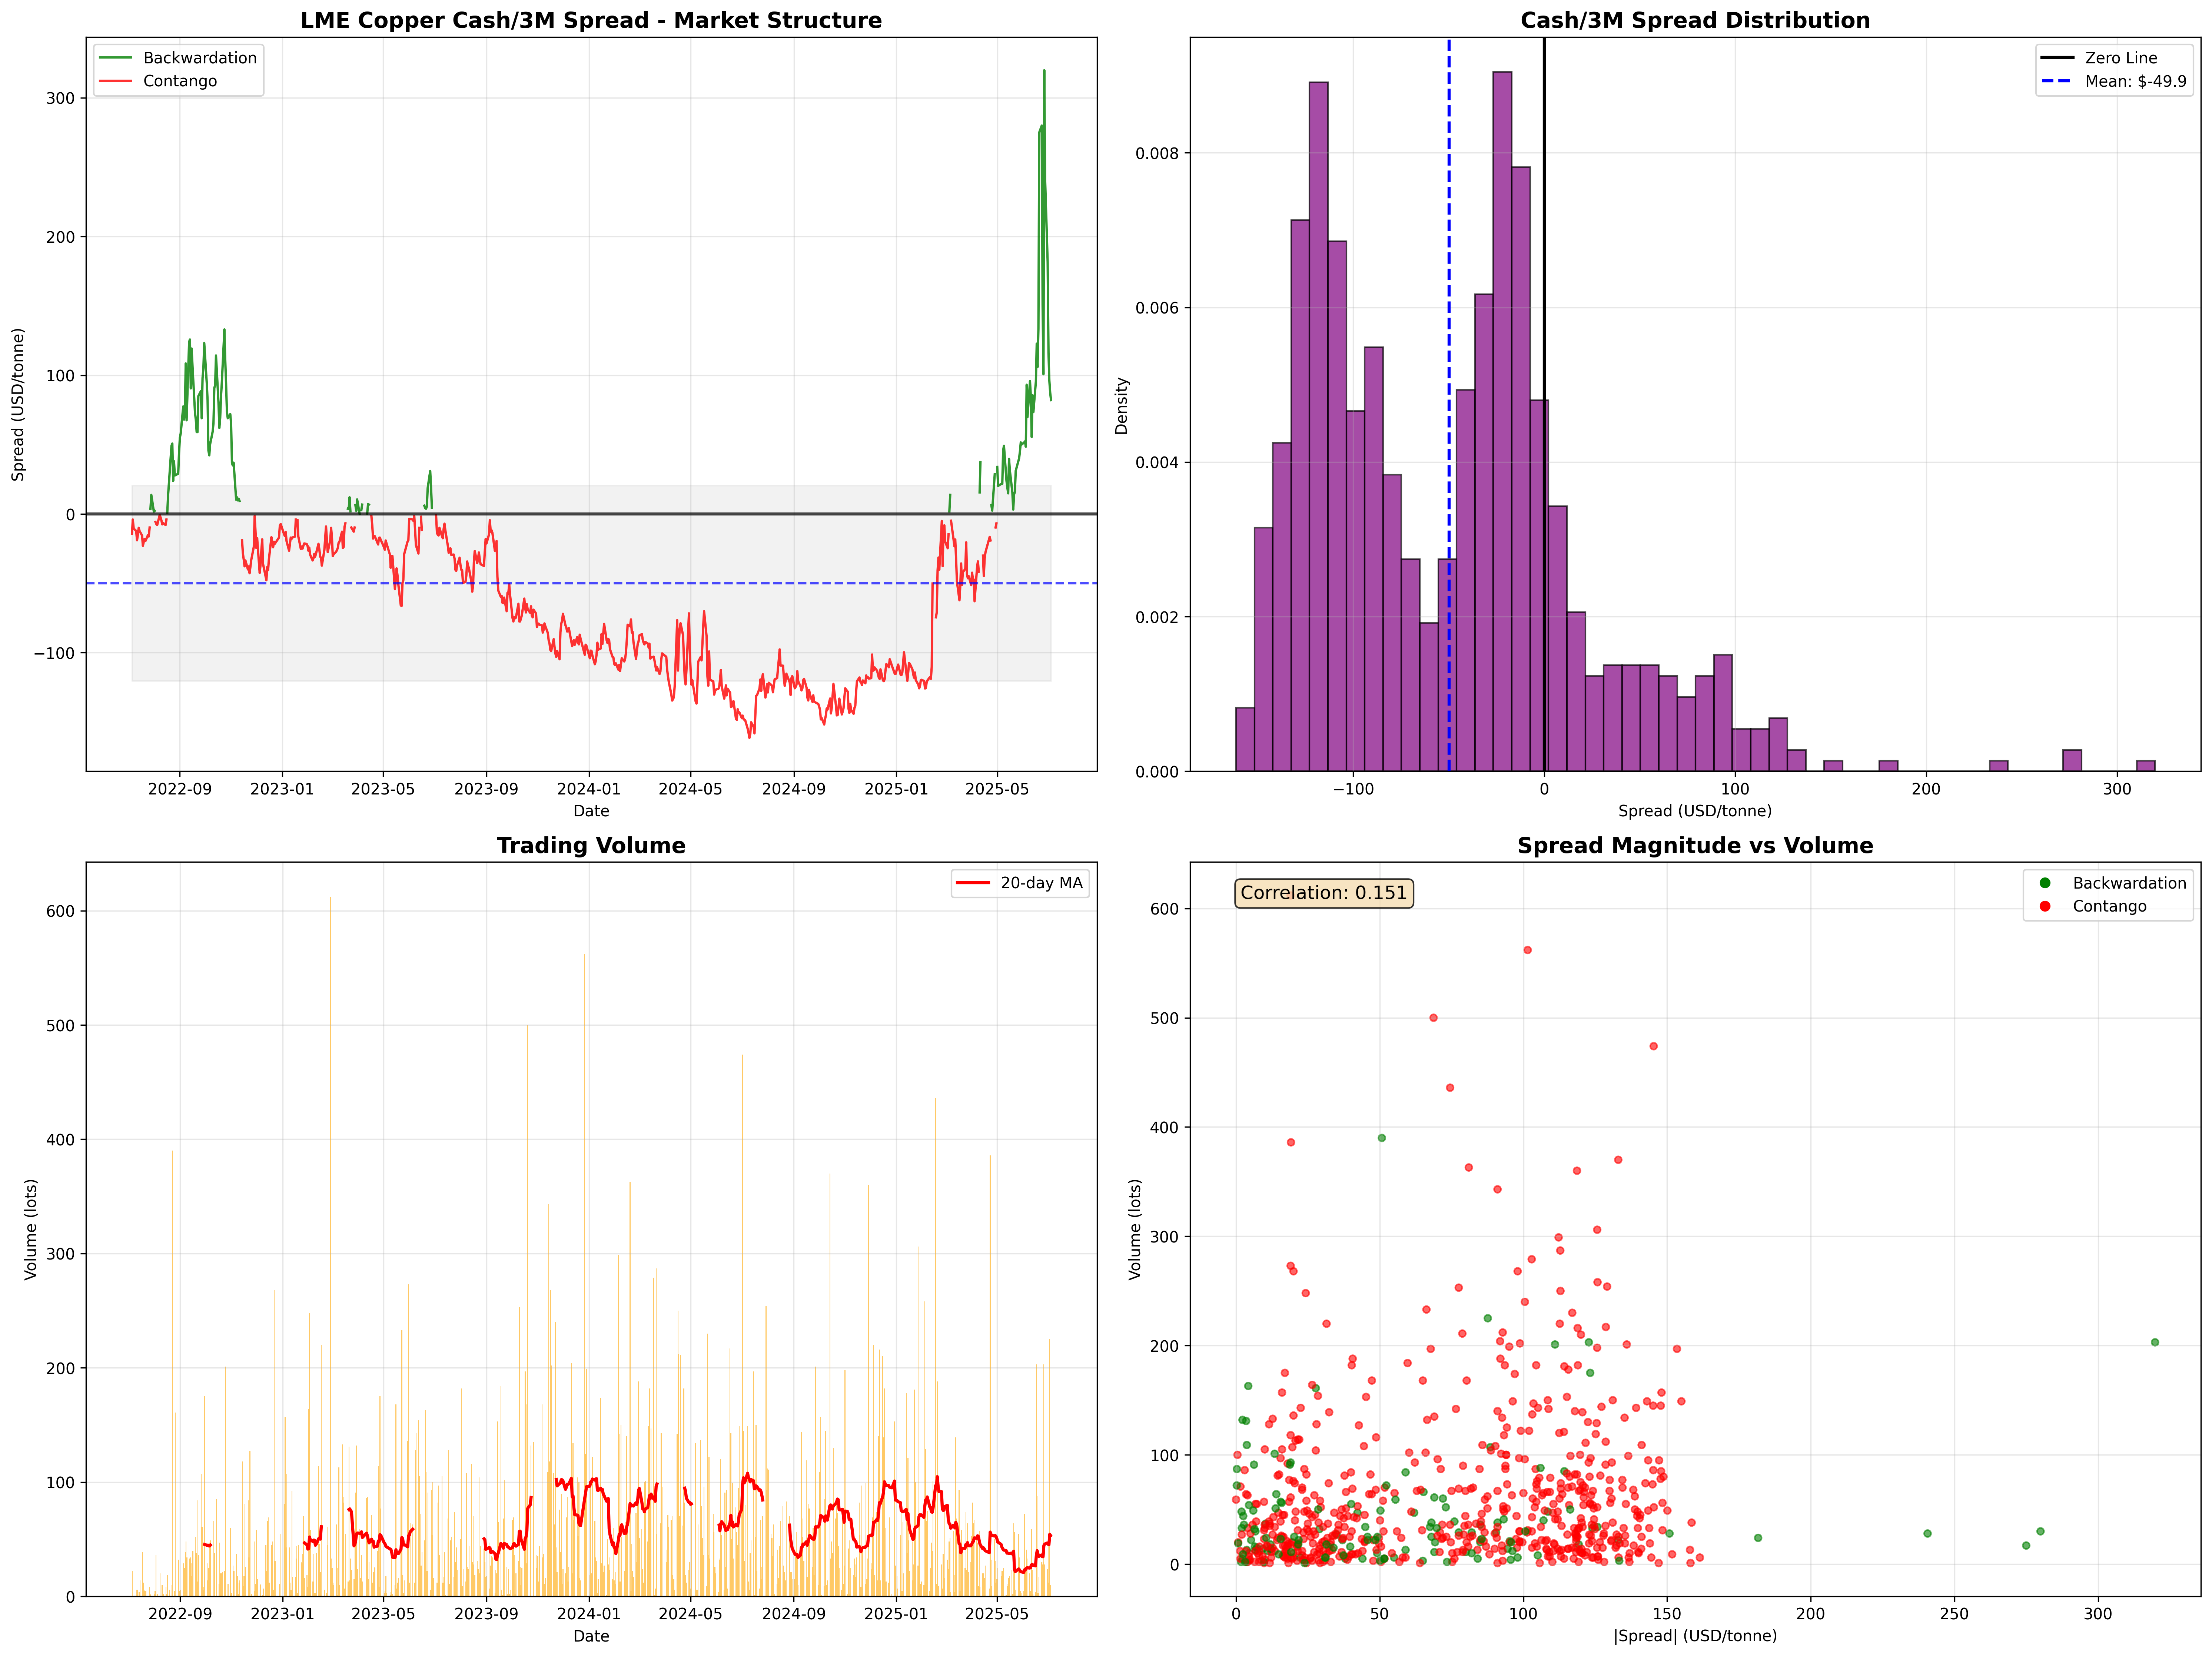 LME Copper Cash/3M Spread - Market Structure
Backwardation
Contango
Spread (USD/tonne)
300
200
100
0
−100
2022-09
2023-01
2023-05
2023-09
2024-01
2024-05
2024-09
2025-01
2025-05
Date
Cash/3M Spread Distribution
Zero Line
Mean: $-49.9
Density
0.008
0.006
0.004
0.002
0.000
−100
0
100
200
300
Spread (USD/tonne)
Trading Volume
20-day MA
Volume (lots)
600
500
400
300
200
100
0
2022-09
2023-01
2023-05
2023-09
2024-01
2024-05
2024-09
2025-01
2025-05
Date
Spread Magnitude vs Volume
Correlation: 0.151
Backwardation
Contango
Volume (lots)
600
500
400
300
200
100
0
0
50
100
150
200
250
300
|Spread| (USD/tonne)